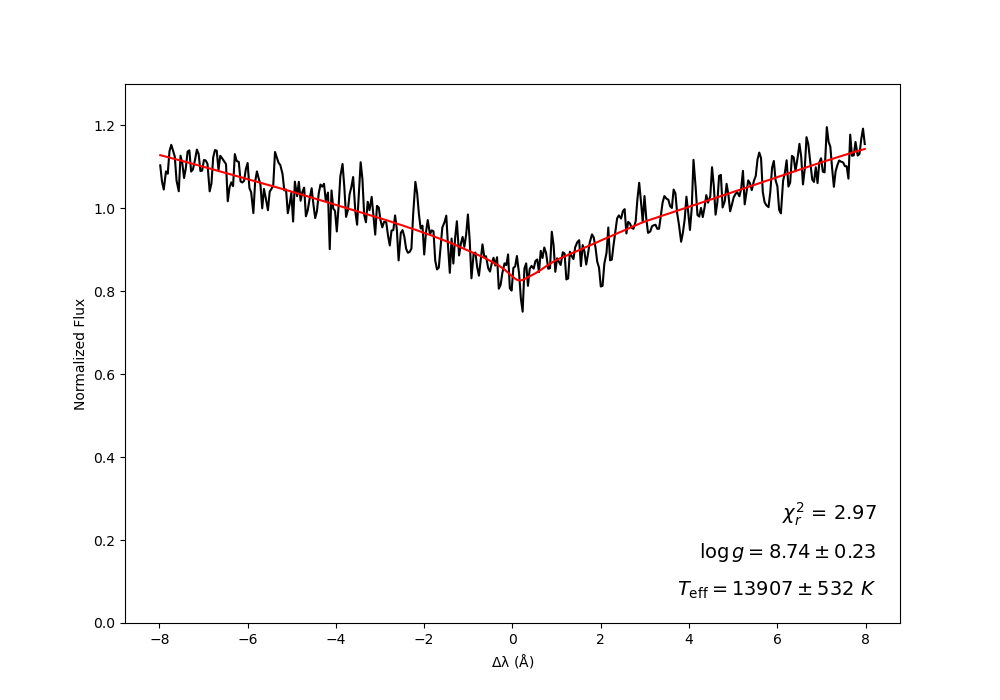 1.2
1.0
0.8
0.6
0.4
0.2
0.0
Normalized Flux
χ²ᵣ = 2.97
log g = 8.74 ± 0.23
T_eff = 13907 ± 532 K
−8 −6 −4 −2 0 2 4 6 8
Δλ (Å)